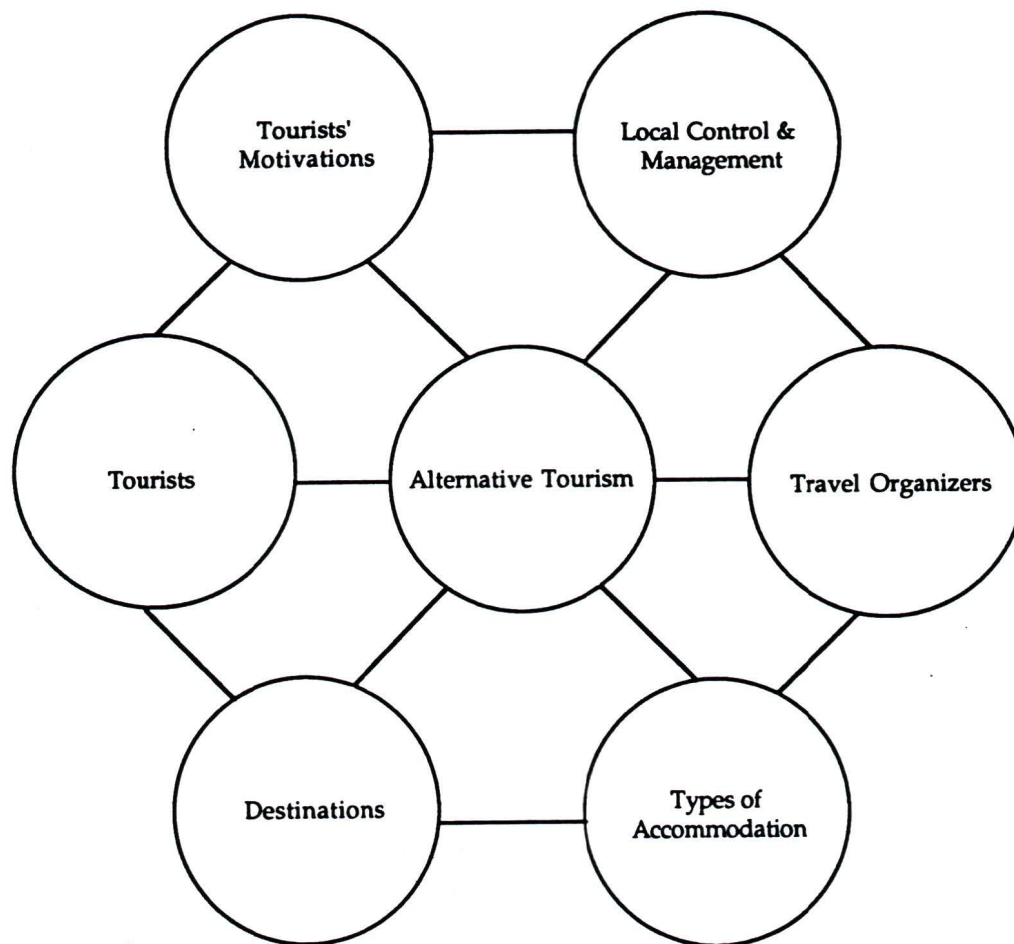 Tourists'
Motivations
Local Control &
Management
Tourists
Alternative Tourism
Travel Organizers
Destinations
Types of
Accommodation